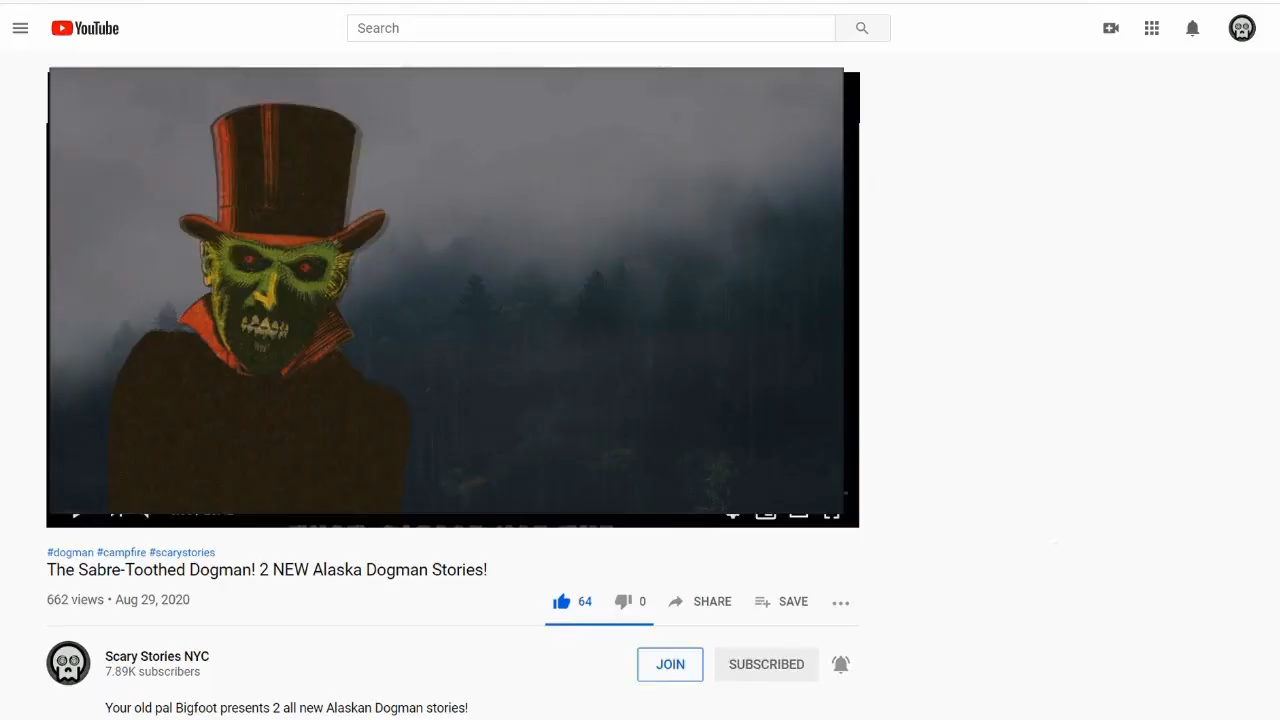 YouTube
Search
#dogman #campfire #scarystories
The Sabre-Toothed Dogman! 2 NEW Alaska Dogman Stories!
662 views • Aug 29, 2020
64
0
SHARE
SAVE
Scary Stories NYC
7.89K subscribers
JOIN
SUBSCRIBED
Your old pal Bigfoot presents 2 all new Alaskan Dogman stories!